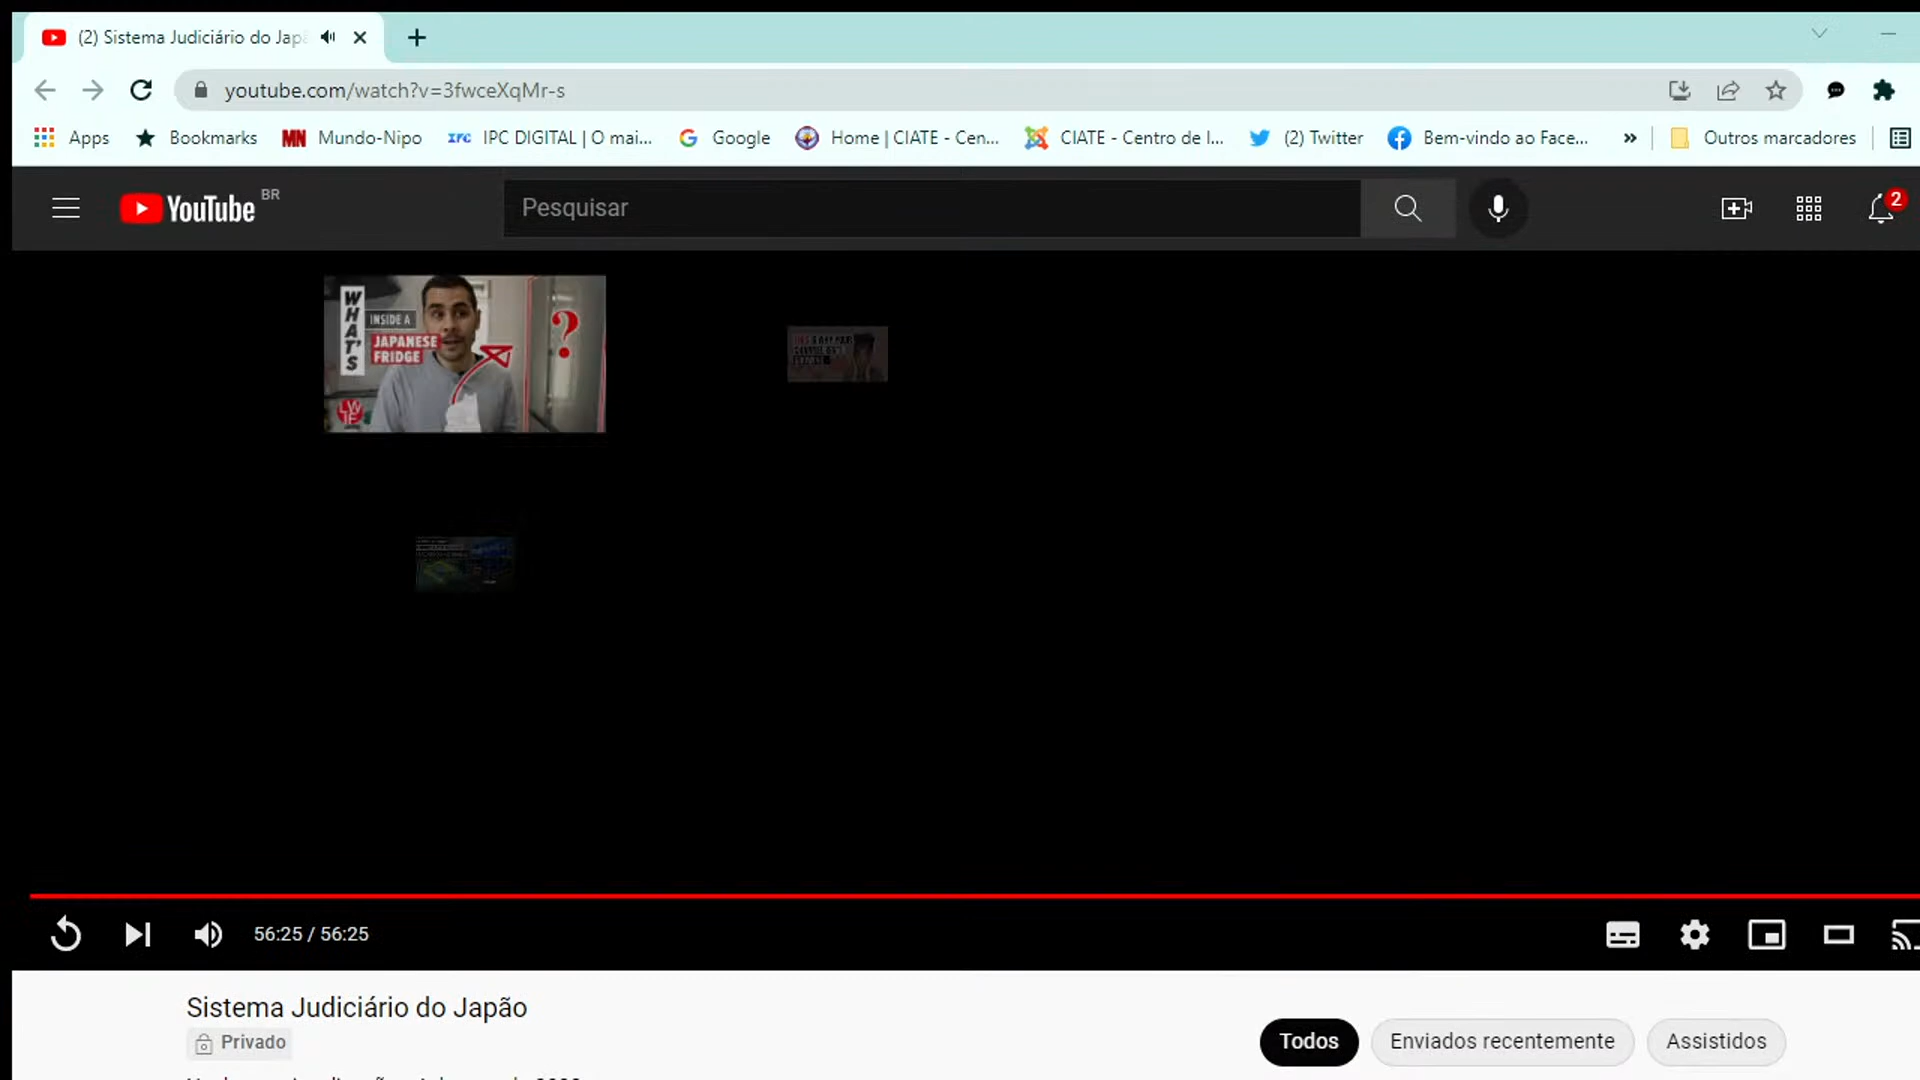 (2) Sistema Judiciário do Jap
youtube.com/watch?v=3fwceXqMr-s
Apps Bookmarks MN Mundo-Nipo IPC IPC DIGITAL | O mai... Google Home | CIATE - Cen... CIATE - Centro de I... (2) Twitter Bem-vindo ao Face... » Outros marcadores
YouTube BR Pesquisar 2
WHAT'S
INSIDE A
JAPANESE
FRIDGE
?
56:25 / 56:25
Sistema Judiciário do Japão
Privado
Todos Enviados recentemente Assistidos